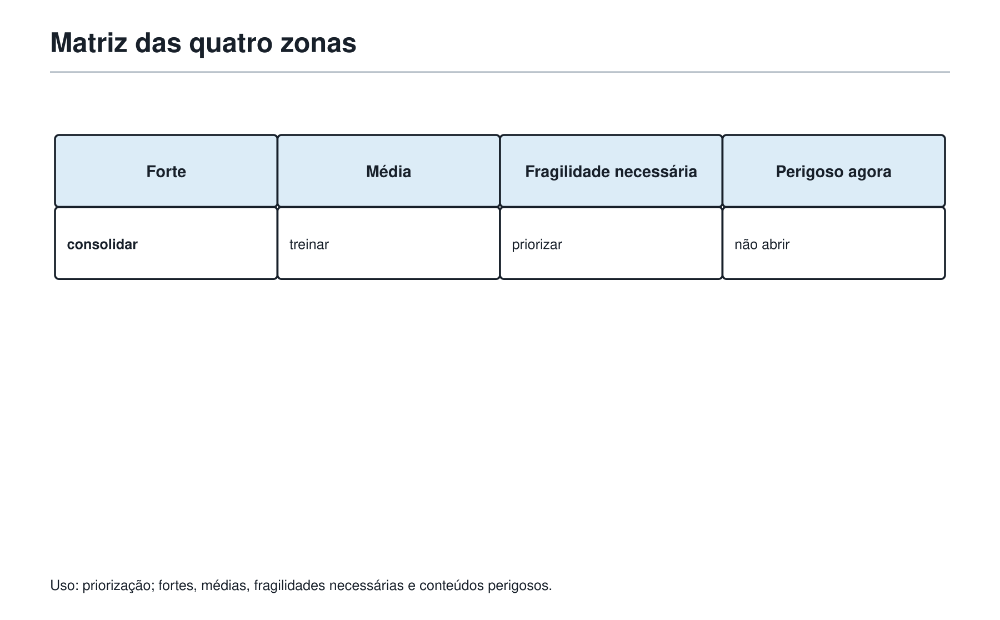 Matriz das quatro zonas
Forte
Média
Fragilidade necessária
Perigoso agora
consolidar
treinar
priorizar
não abrir
Uso: priorização; fortes, médias, fragilidades necessárias e conteúdos perigosos.